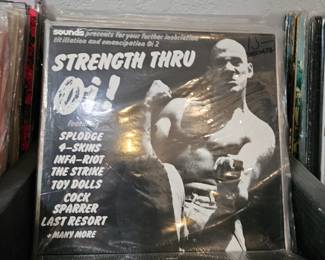 sounds presents for your further inebriation
titillation and emancipation Oi 2
STRENGTH THRU
Oi!
SPLODGE
4-SKINS
INFA-RIOT
THE STRIKE
TOY DOLLS
COCK
SPARRER
LAST RESORT
+ MANY MORE